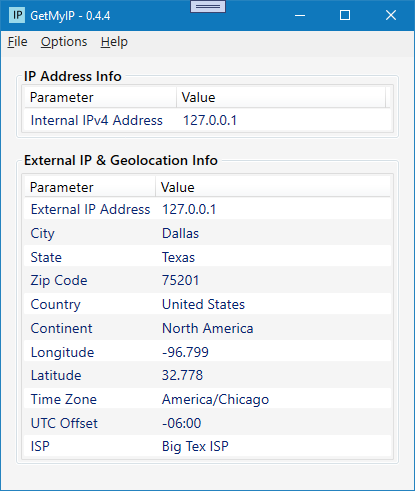 IP GetMyIP - 0.4.4
File Options Help
IP Address Info
Parameter Value
Internal IPv4 Address 127.0.0.1
External IP & Geolocation Info
Parameter Value
External IP Address 127.0.0.1
City Dallas
State Texas
Zip Code 75201
Country United States
Continent North America
Longitude -96.799
Latitude 32.778
Time Zone America/Chicago
UTC Offset -06:00
ISP Big Tex ISP